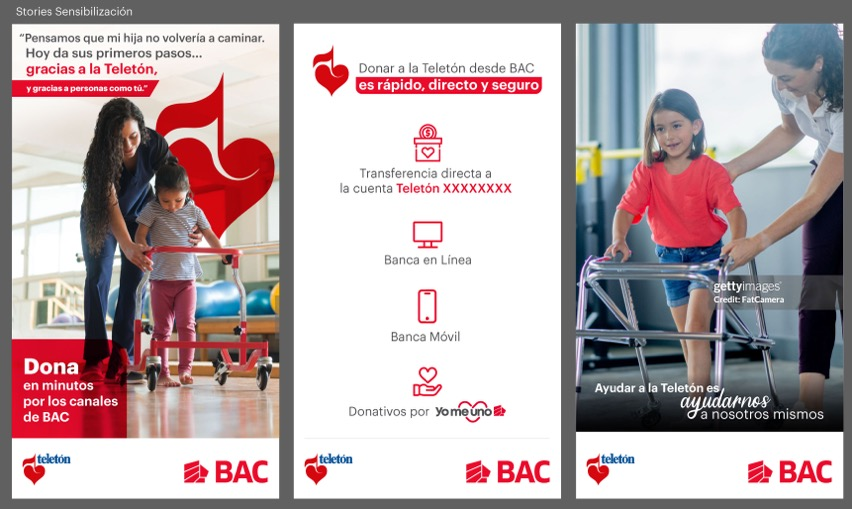 Stories Sensibilización
“Pensamos que mi hija no volvería a caminar.
Hoy da sus primeros pasos...
gracias a la Teletón,
y gracias a personas como tú.”
Dona
en minutos
por los canales
de BAC
teletón
BAC
Donar a la Teletón desde BAC
es rápido, directo y seguro
Transferencia directa a
la cuenta Teletón XXXXXXXX
Banca en Línea
Banca Móvil
Donativos por Yo me uno
teletón
BAC
gettyimages
Credit: FatCamera
Ayudar a la Teletón es
ayudarnos
a nosotros mismos
teletón
BAC